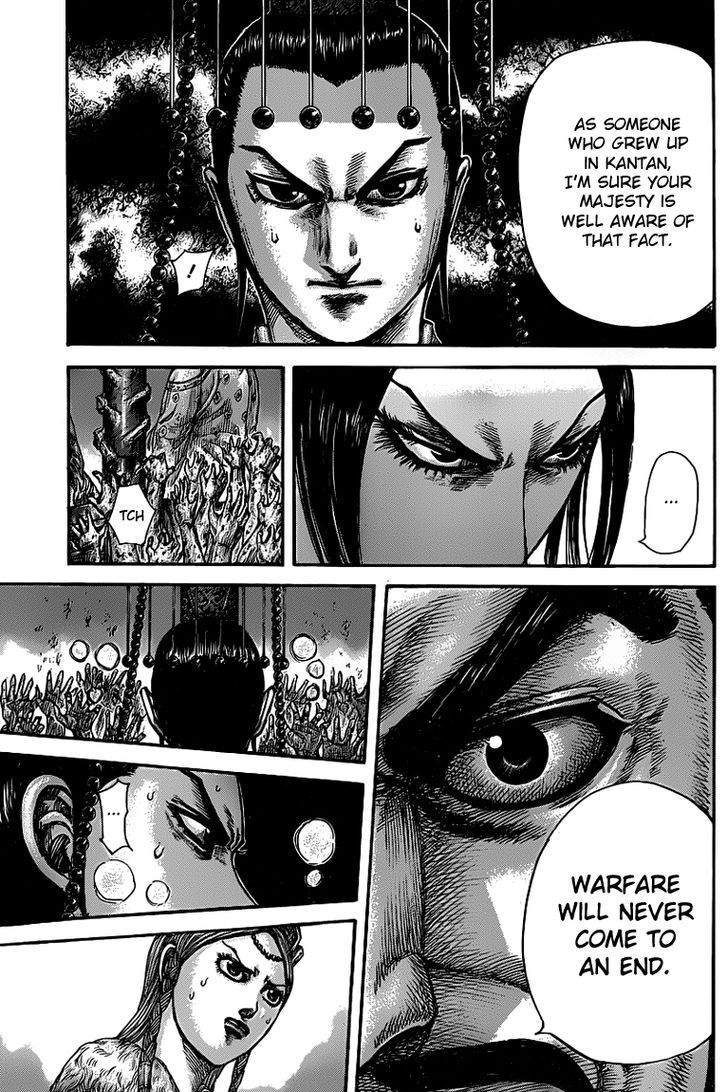 AS SOMEONE
WHO GREW UP
IN KANTAN,
I'M SURE YOUR
MAJESTY IS
WELL AWARE OF
THAT FACT.
!
...
TCH
WARFARE
WILL NEVER
COME TO
AN END.
...